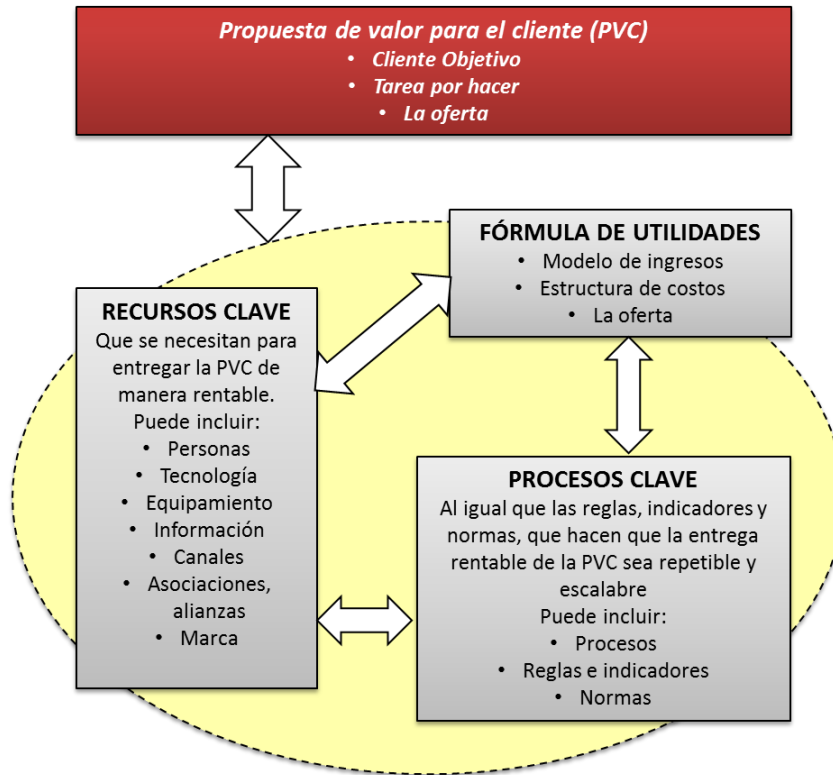 Propuesta de valor para el cliente (PVC)
• Cliente Objetivo
• Tarea por hacer
• La oferta
FÓRMULA DE UTILIDADES
• Modelo de ingresos
• Estructura de costos
• La oferta
RECURSOS CLAVE
Que se necesitan para
entregar la PVC de
manera rentable.
Puede incluir:
• Personas
• Tecnología
• Equipamiento
• Información
• Canales
• Asociaciones,
alianzas
• Marca
PROCESOS CLAVE
Al igual que las reglas, indicadores y
normas, que hacen que la entrega
rentable de la PVC sea repetible y
escalabre
Puede incluir:
• Procesos
• Reglas e indicadores
• Normas